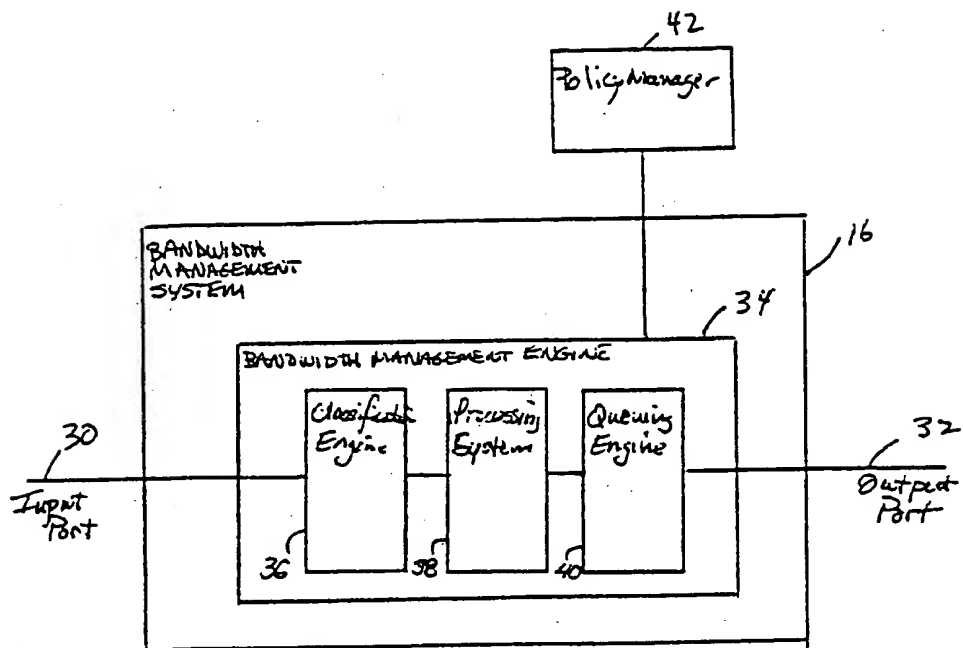 42
Policy Manager
16
BANDWIDTH
MANAGEMENT
SYSTEM
34
BANDWIDTH MANAGEMENT ENGINE
Engine
Processing
System
Queuing
Engine
30
Input
Port
32
Output
Port
36
38
40